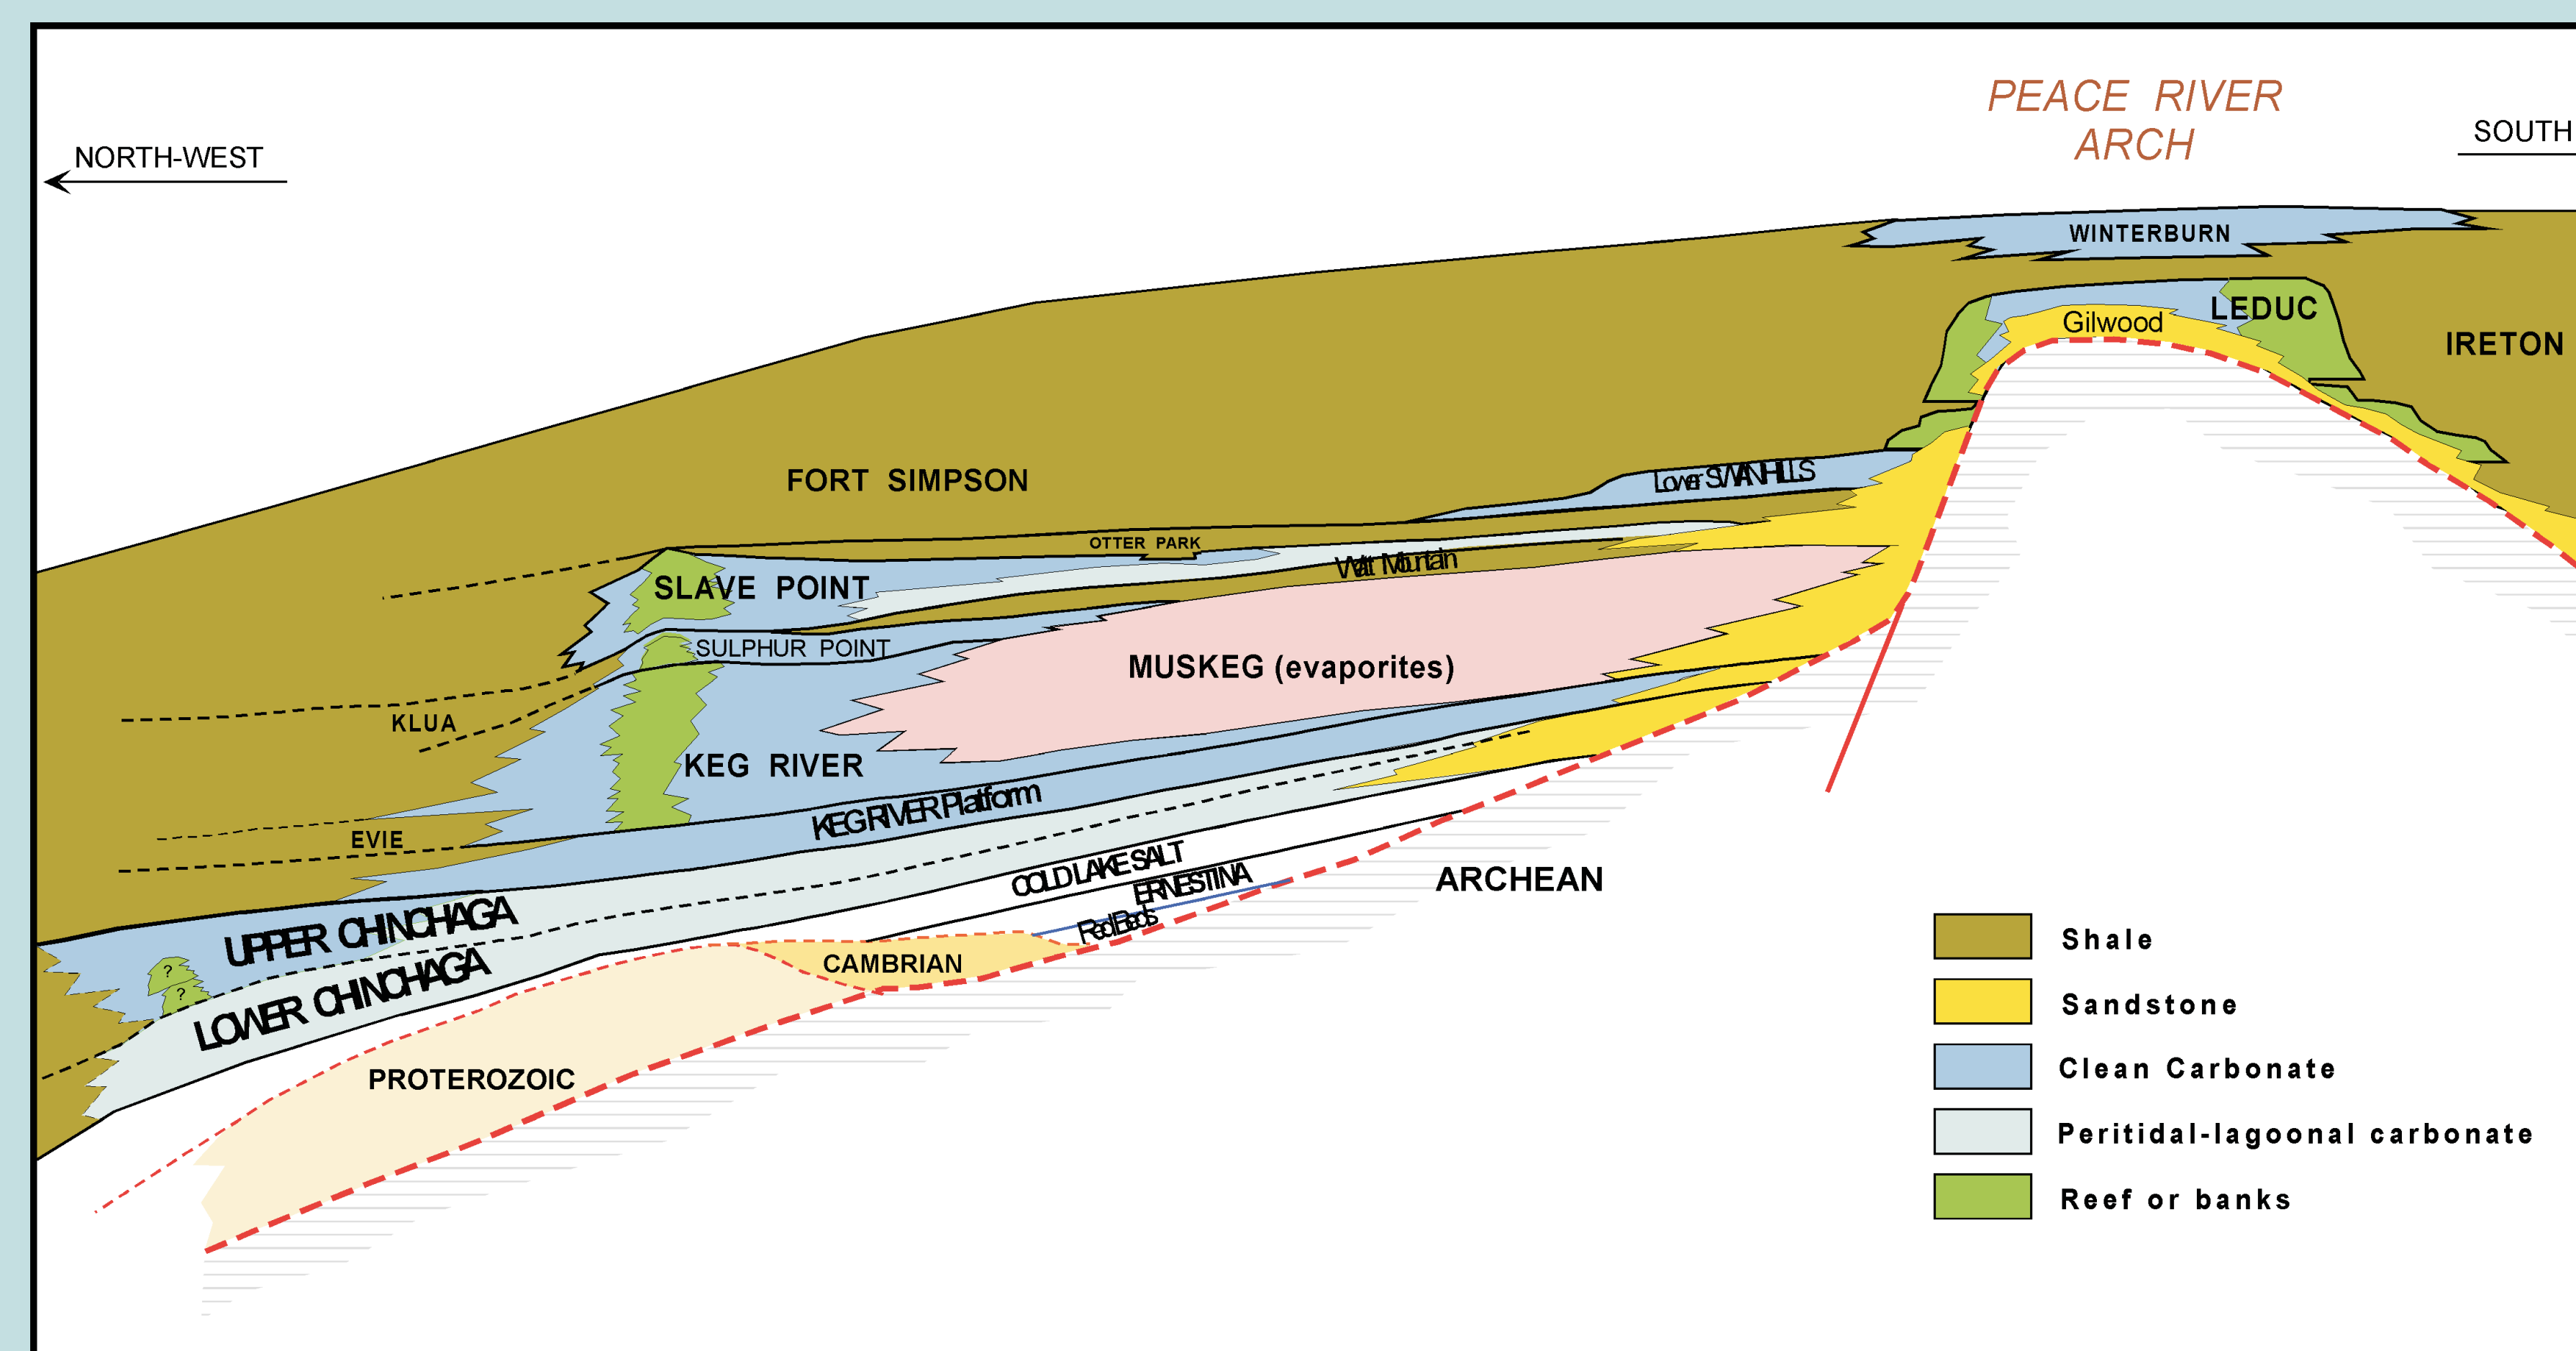 PEACE RIVER
ARCH
SOUTH
NORTH-WEST
WINTERBURN
LEDUC
Gilwood
IRETON
FORT SIMPSON
Lower SWAN HILLS
OTTER PARK
Watt Mountain
SLAVE POINT
SULPHUR POINT
MUSKEG (evaporites)
KLUA
KEG RIVER
KEG RIVER Platform
EVIE
COLD LAKE SALT
ERNESTINA
ARCHEAN
Red Beds
UPPER CHINCHAGA
CAMBRIAN
?
?
LOWER CHINCHAGA
PROTEROZOIC
Shale
Sandstone
Clean Carbonate
Peritidal-lagoonal carbonate
Reef or banks